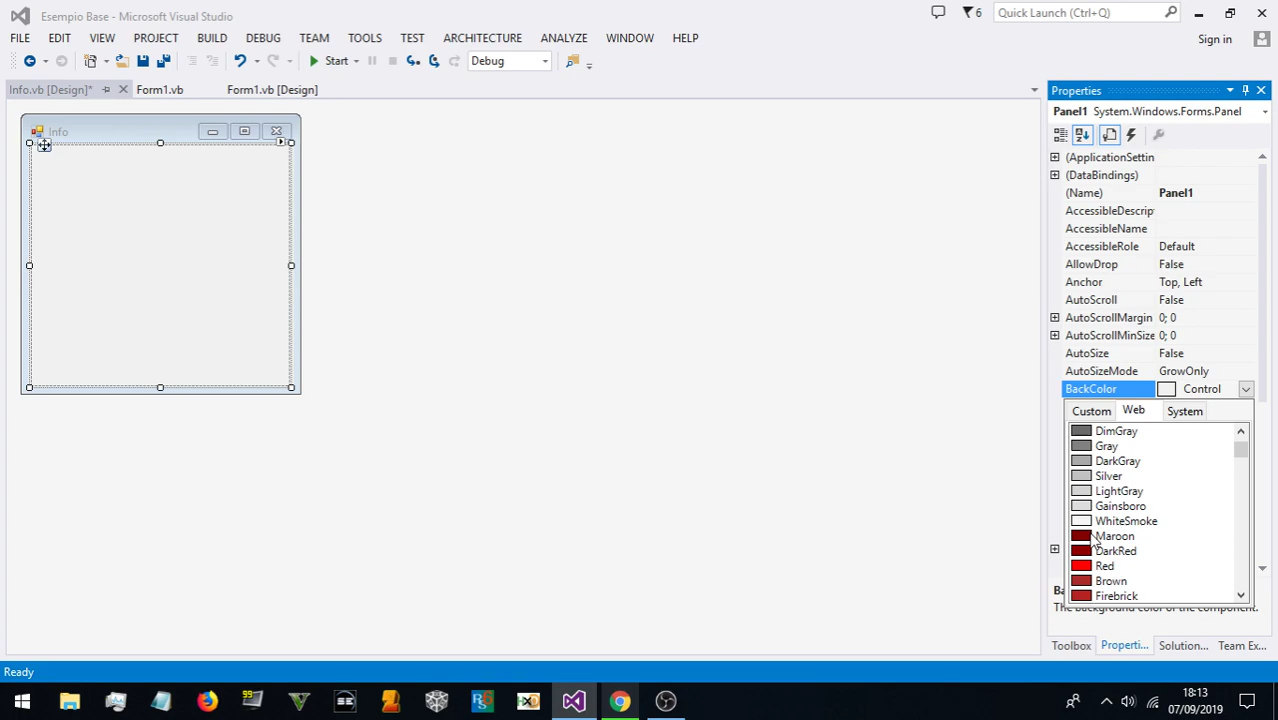 Esempio Base - Microsoft Visual Studio
6
Quick Launch (Ctrl+Q)
FILE EDIT VIEW PROJECT BUILD DEBUG TEAM TOOLS TEST ARCHITECTURE ANALYZE WINDOW HELP
Sign in
Start Debug
Info.vb [Design]* Form1.vb Form1.vb [Design]
Info
Properties
Panel1 System.Windows.Forms.Panel
(ApplicationSettin
(DataBindings)
(Name) Panel1
AccessibleDescrip
AccessibleName
AccessibleRole Default
AllowDrop False
Anchor Top, Left
AutoScroll False
AutoScrollMargin 0; 0
AutoScrollMinSize 0; 0
AutoSize False
AutoSizeMode GrowOnly
BackColor Control
Custom Web System
DimGray
Gray
DarkGray
Silver
LightGray
Gainsboro
WhiteSmoke
Maroon
DarkRed
Red
Brown
Firebrick
Ba
The background color of the component.
Toolbox Properti... Solution... Team Ex...
Ready
99
18:13
07/09/2019